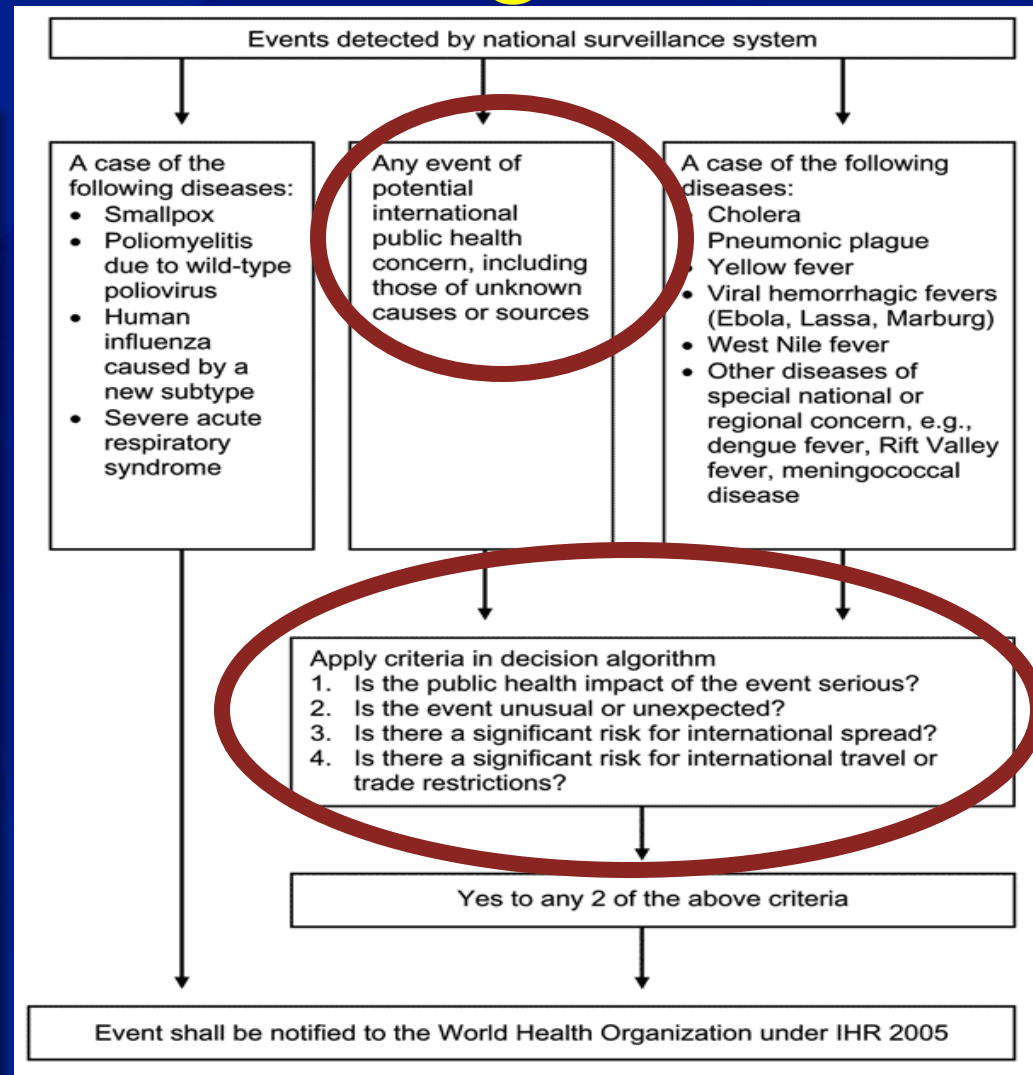 Events detected by national surveillance system
A case of the
following diseases:
• Smallpox
• Poliomyelitis
due to wild-type
poliovirus
• Human
influenza
caused by a
new subtype
• Severe acute
respiratory
syndrome
Any event of
potential
international
public health
concern, including
those of unknown
causes or sources
A case of the following
diseases:
• Cholera
Pneumonic plague
• Yellow fever
• Viral hemorrhagic fevers
(Ebola, Lassa, Marburg)
• West Nile fever
• Other diseases of
special national or
regional concern, e.g.,
dengue fever, Rift Valley
fever, meningococcal
disease
Apply criteria in decision algorithm
1. Is the public health impact of the event serious?
2. Is the event unusual or unexpected?
3. Is there a significant risk for international spread?
4. Is there a significant risk for international travel or
trade restrictions?
Yes to any 2 of the above criteria
Event shall be notified to the World Health Organization under IHR 2005